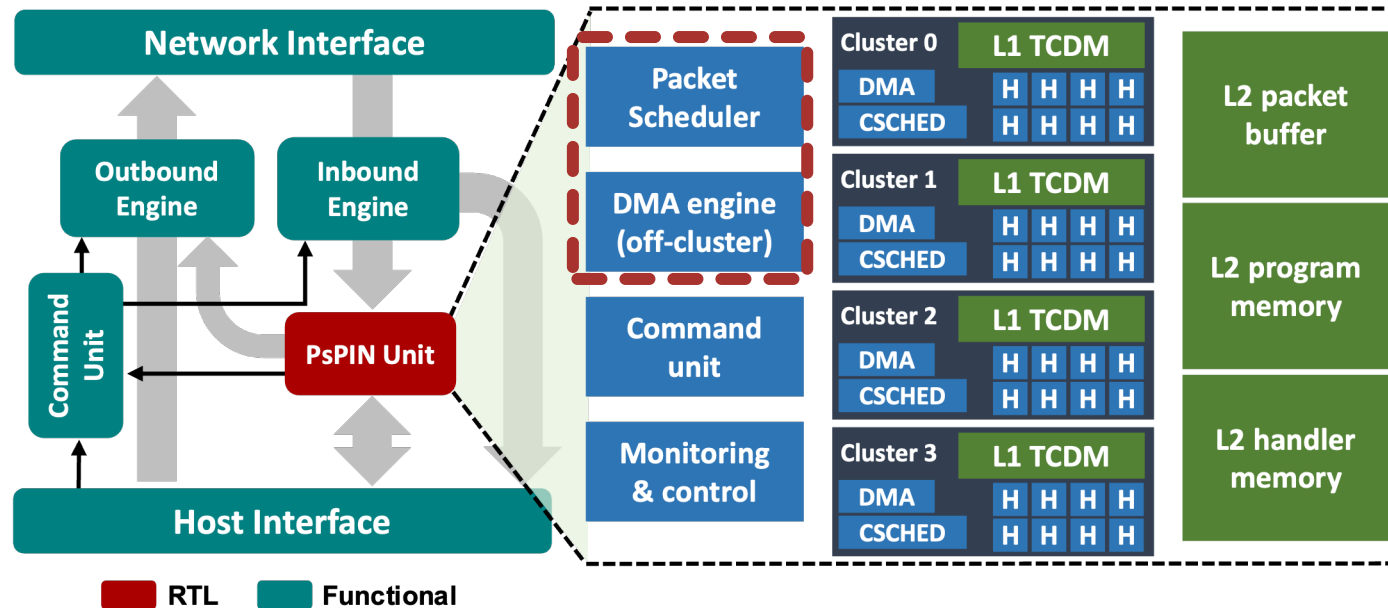 Network Interface
Outbound
Engine
Inbound
Engine
Command
Unit
PsPIN Unit
Host Interface
RTL
Functional
Packet
Scheduler
DMA engine
(off-cluster)
Command
unit
Monitoring
& control
Cluster 0
L1 TCDM
DMA
H H H H
CSCHED
H H H H
Cluster 1
L1 TCDM
DMA
H H H H
CSCHED
H H H H
Cluster 2
L1 TCDM
DMA
H H H H
CSCHED
H H H H
Cluster 3
L1 TCDM
DMA
H H H H
CSCHED
H H H H
L2 packet
buffer
L2 program
memory
L2 handler
memory